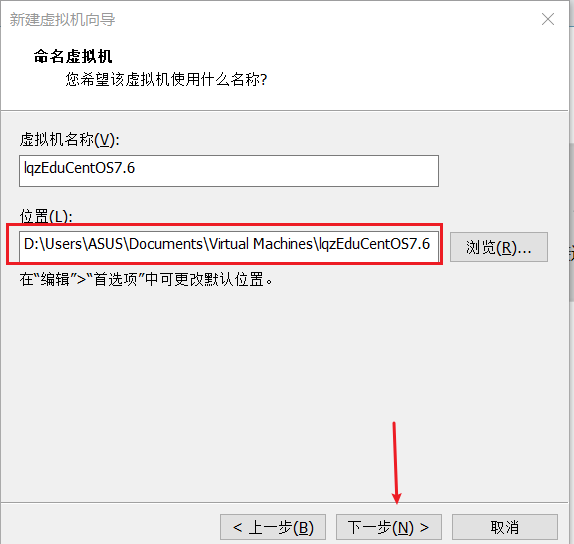 新建虚拟机向导
命名虚拟机
您希望该虚拟机使用什么名称?
虚拟机名称(V):
lqzEduCentOS7.6
位置(L):
D:\Users\ASUS\Documents\Virtual Machines\lqzEduCentOS7.6
浏览(R)...
在“编辑”>“首选项”中可更改默认位置。
< 上一步(B)
下一步(N) >
取消